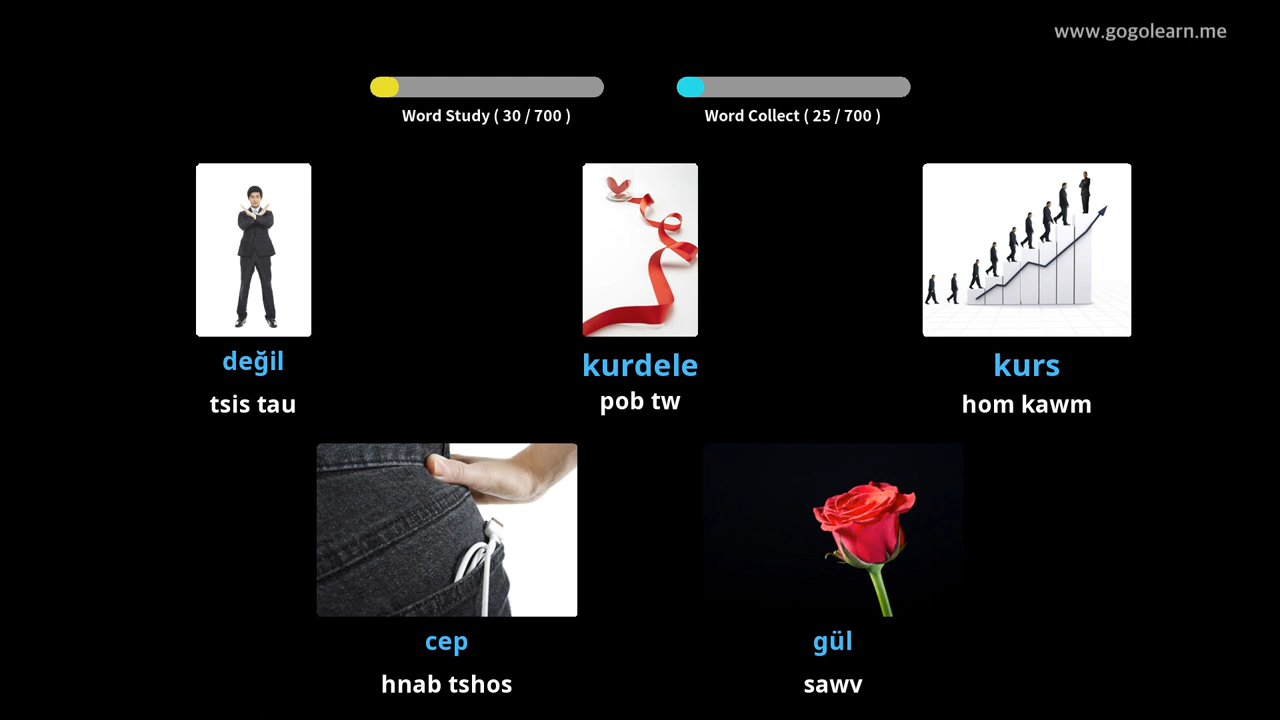 www.gogolearn.me
Word Study ( 30 / 700 )
Word Collect ( 25 / 700 )
değil
tsis tau
kurdele
pob tw
kurs
hom kawm
cep
hnab tshos
gül
sawv